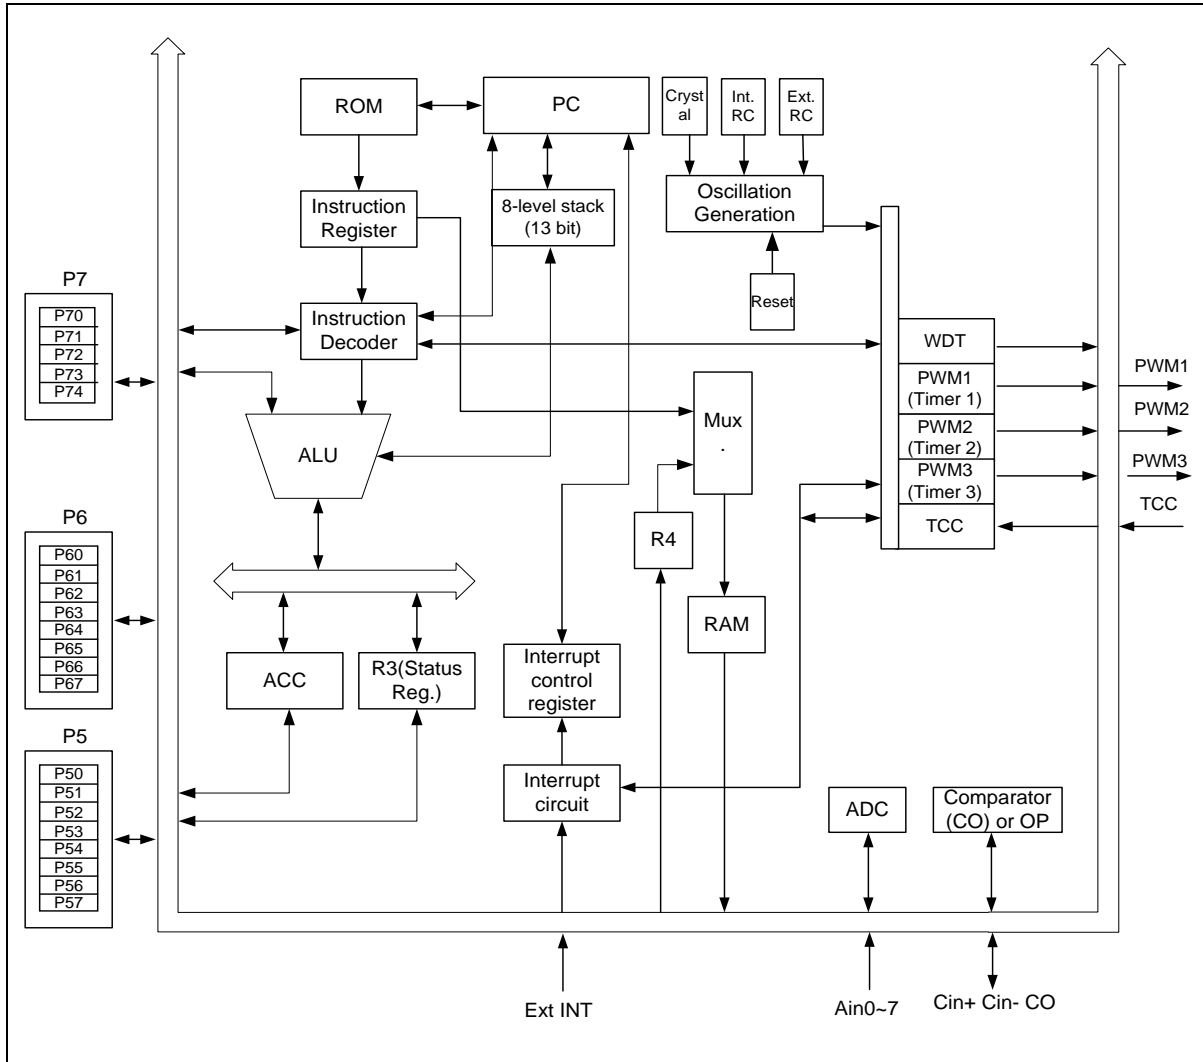 ROM
PC
Cryst
al
Int.
RC
Ext.
RC
Instruction
Register
8-level stack
(13 bit)
Oscillation
Generation
Reset
P7
P70
P71
P72
P73
P74
Instruction
Decoder
WDT
PWM1
(Timer 1)
PWM2
(Timer 2)
PWM3
(Timer 3)
TCC
PWM1
PWM2
PWM3
TCC
Mux
.
ALU
R4
P6
P60
P61
P62
P63
P64
P65
P66
P67
RAM
ACC
R3(Status
Reg.)
Interrupt
control
register
P5
P50
P51
P52
P53
P54
P55
P56
P57
Interrupt
circuit
ADC
Comparator
(CO) or OP
Ext INT
Ain0~7
Cin+ Cin- CO